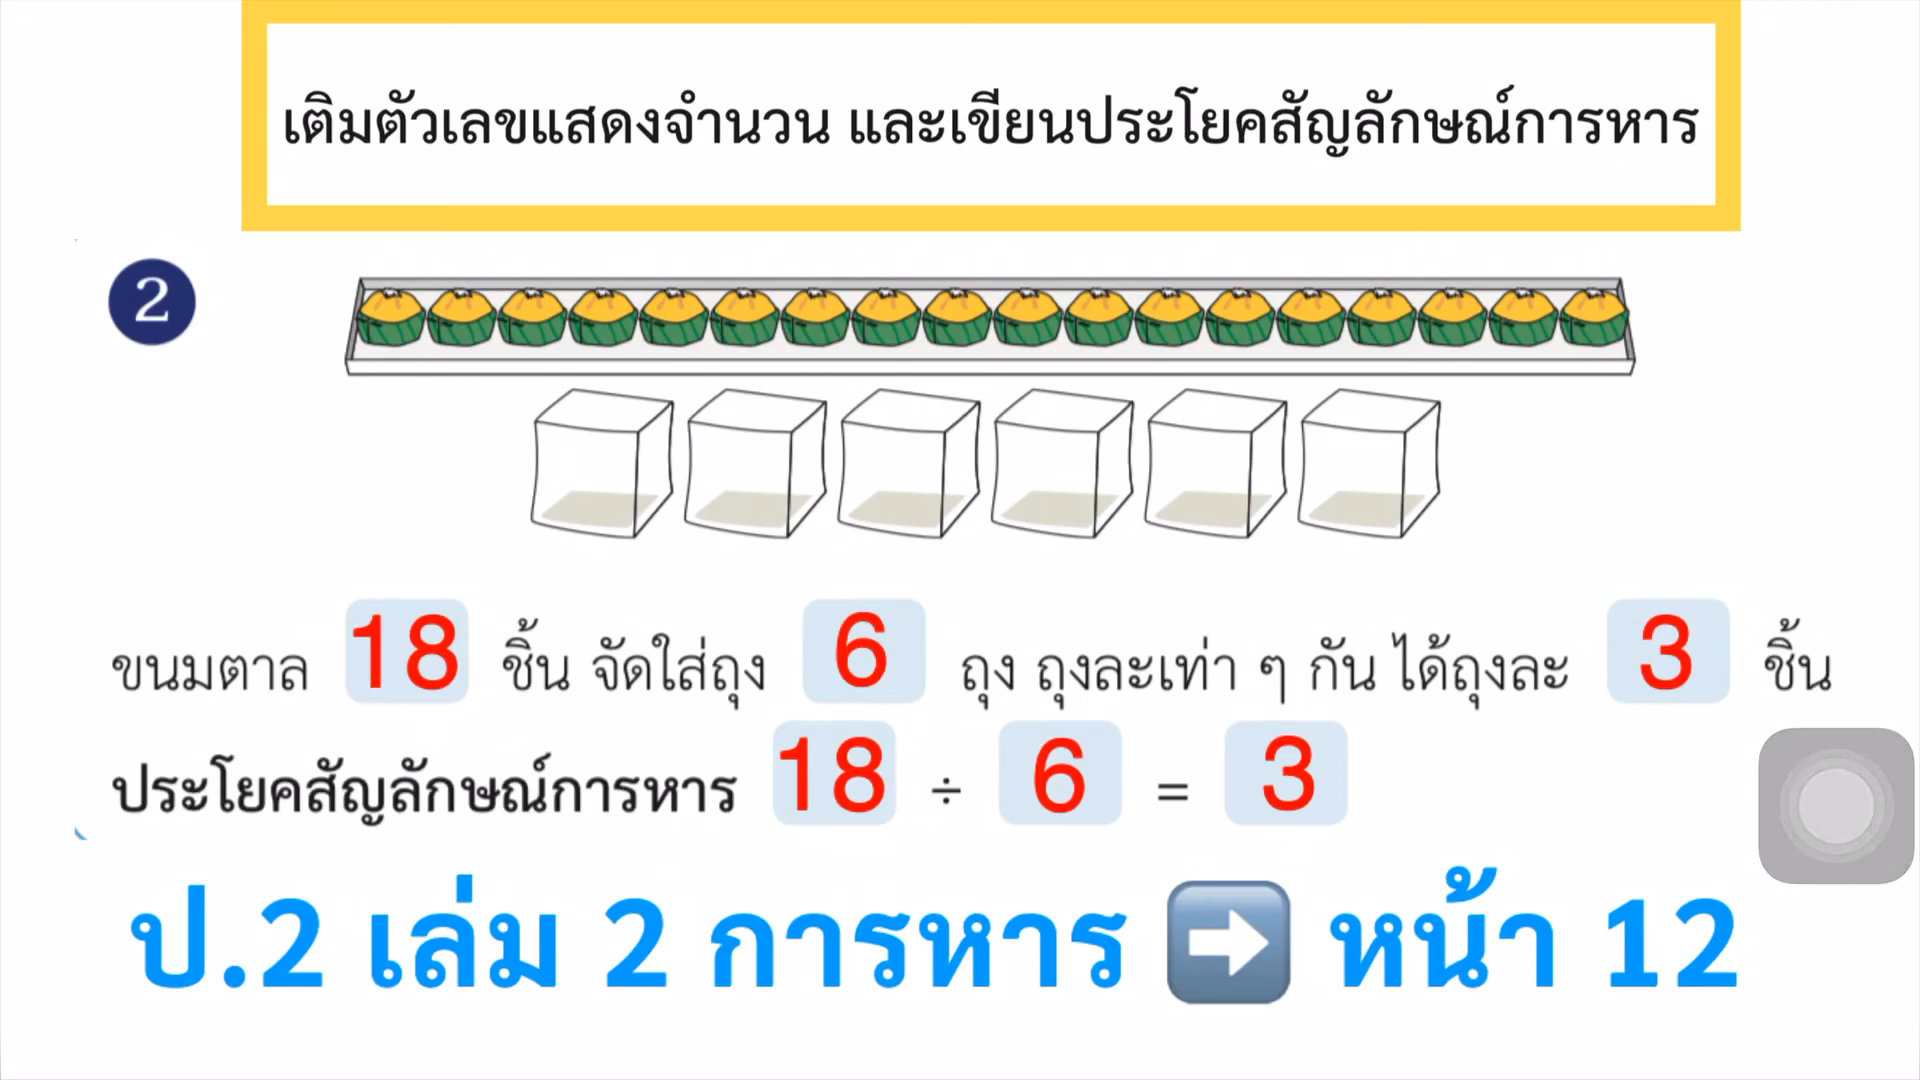 เติมตัวเลขแสดงจำนวน และเขียนประโยคสัญลักษณ์การหาร
2
ขนมตาล 18 ชิ้น จัดใส่ถุง 6 ถุง ถุงละเท่า ๆ กัน ได้ถุงละ 3 ชิ้น
ประโยคสัญลักษณ์การหาร 18 ÷ 6 = 3
ป.2 เล่ม 2 การหาร ➡ หน้า 12